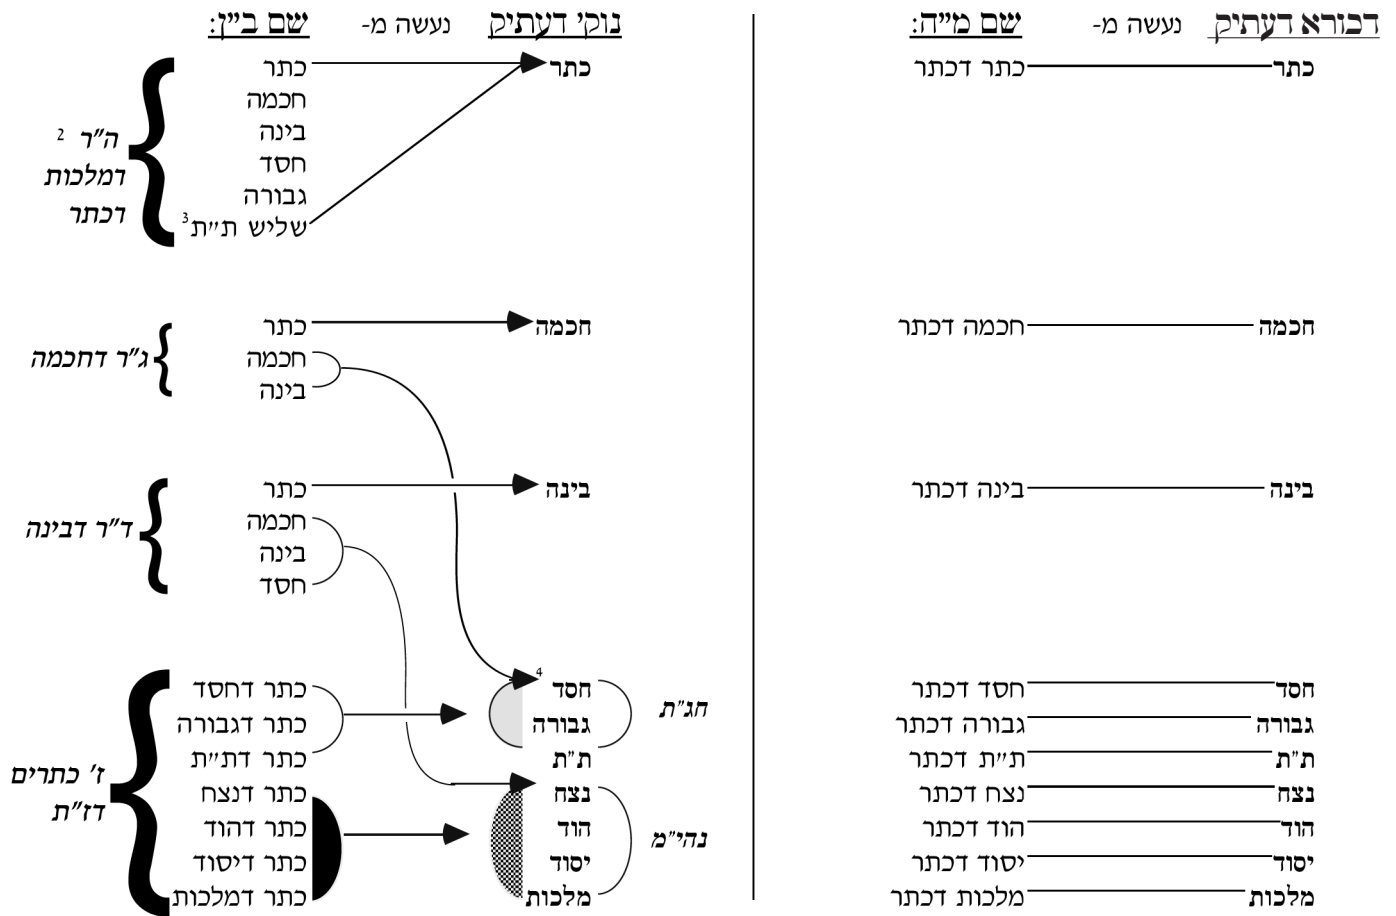 דכורא דעתיק נעשה מ- שם מ״ה:
כתר כתר דכתר
חכמה חכמה דכתר
בינה בינה דכתר
חסד חסד דכתר
גבורה גבורה דכתר
ת״ת ת״ת דכתר
נצח נצח דכתר
הוד הוד דכתר
יסוד יסוד דכתר
מלכות מלכות דכתר
נוק׳ דעתיק נעשה מ- שם ב״ן:
כתר כתר
חכמה
בינה
חסד
גבורה
שליש ת״ת3
ה״ר 2
דמלכות
דכתר
חכמה כתר
חכמה
בינה
ג״ר דחכמה
בינה כתר
חכמה
בינה
חסד
ד״ר דבינה
חג״ת
נהי״מ
חסד 4 כתר דחסד
גבורה כתר דגבורה
ת״ת כתר דת״ת
נצח כתר דנצח
הוד כתר דהוד
יסוד כתר דיסוד
מלכות כתר דמלכות
ז׳ כתרים
דז״ת